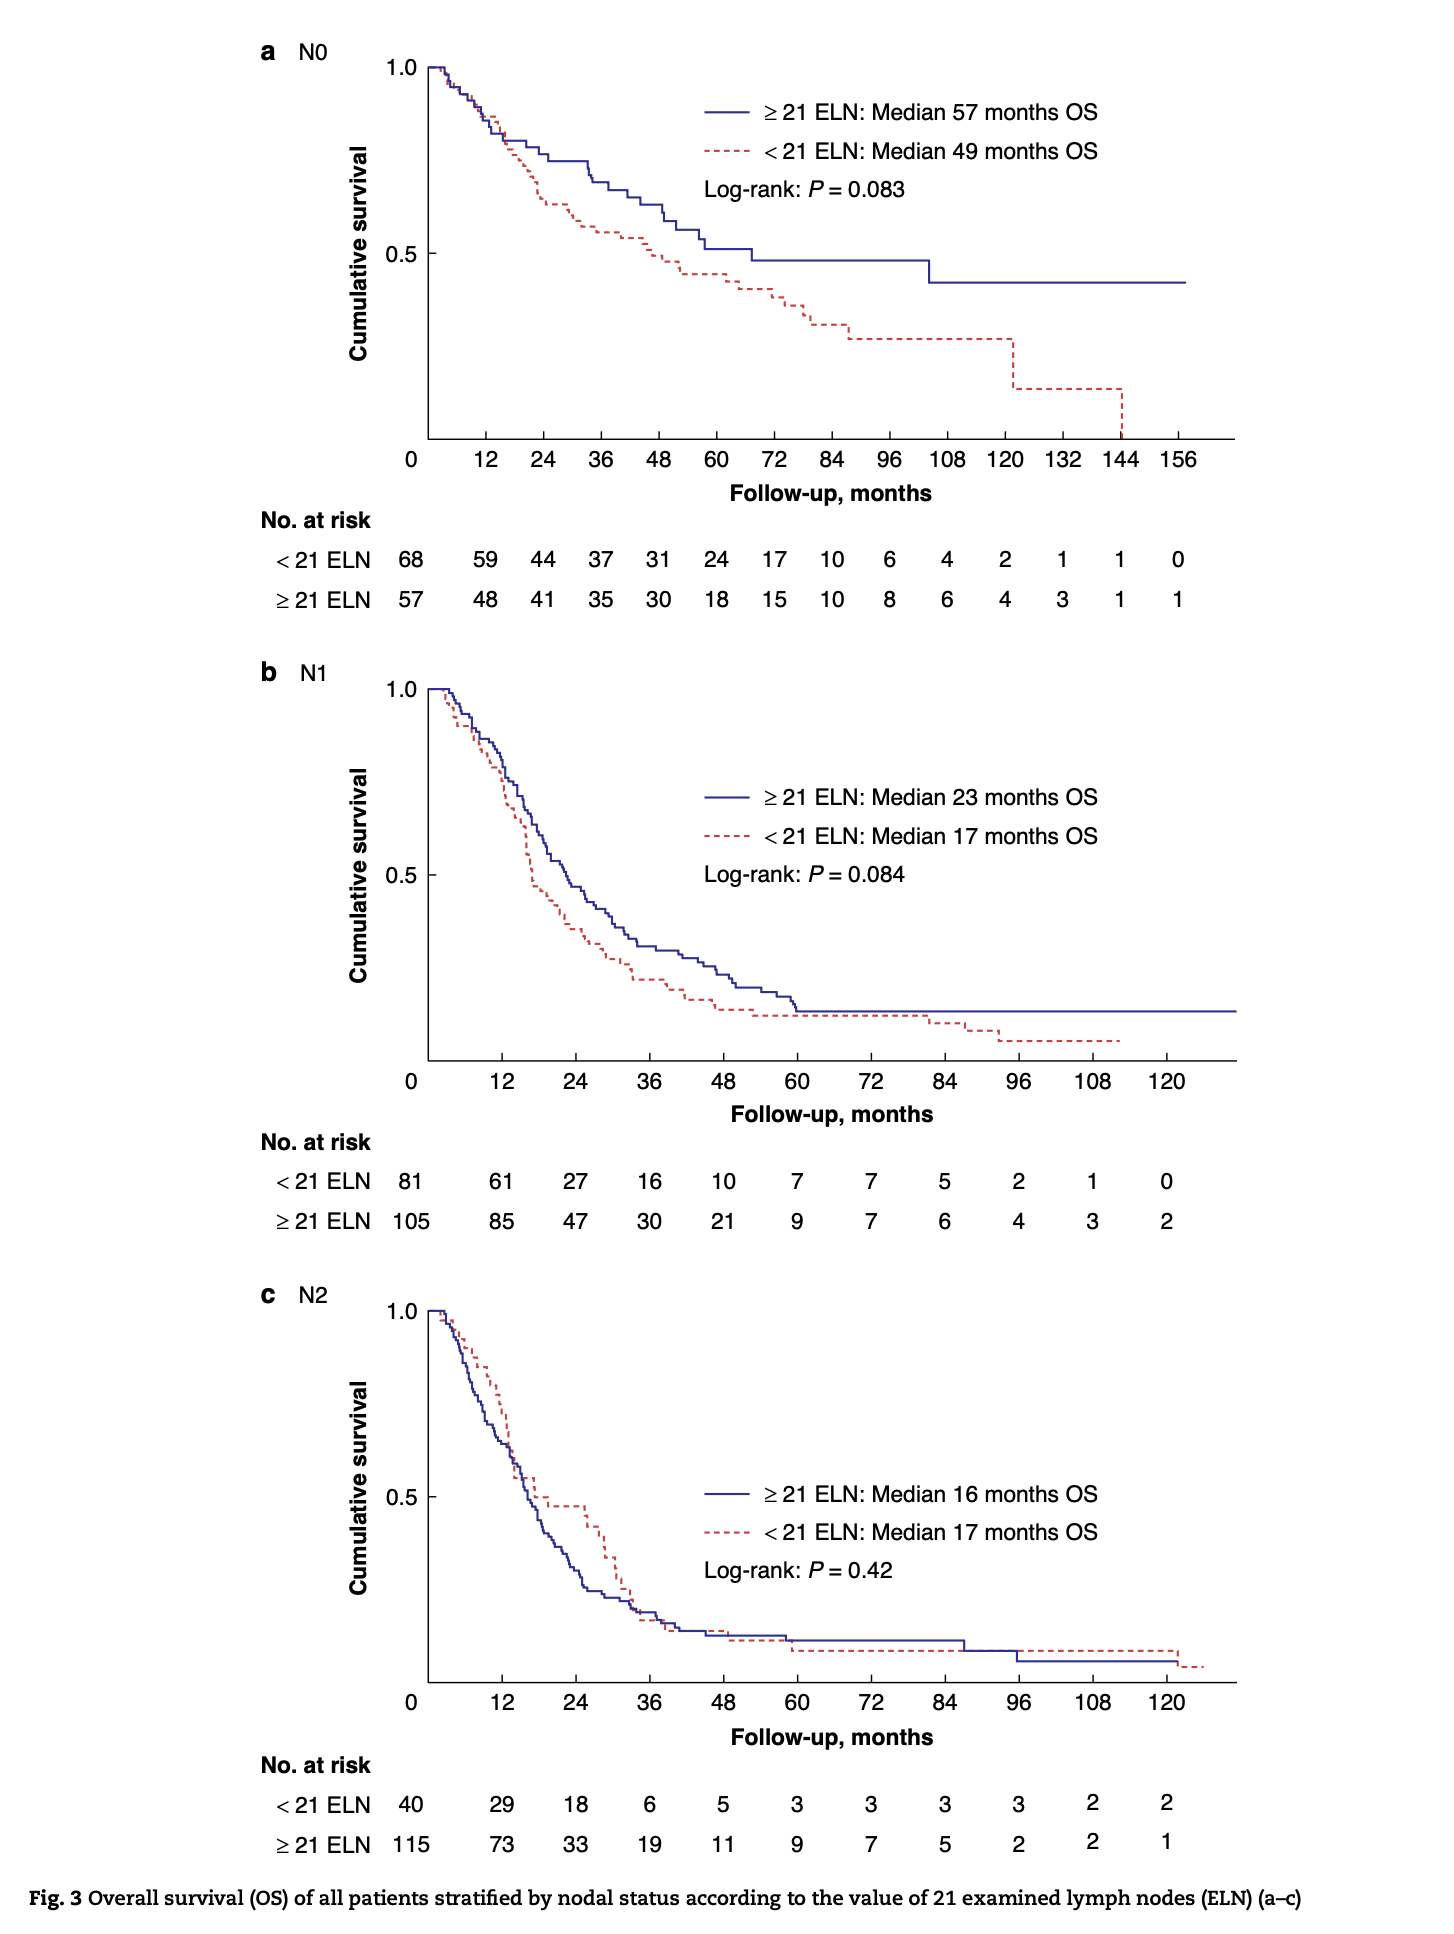 a N0
1.0
≥ 21 ELN: Median 57 months OS
< 21 ELN: Median 49 months OS
Log-rank: P = 0.083
0.5
Cumulative survival
0 12 24 36 48 60 72 84 96 108 120 132 144 156
Follow-up, months
No. at risk
< 21 ELN 68 59 44 37 31 24 17 10 6 4 2 1 1 0
≥ 21 ELN 57 48 41 35 30 18 15 10 8 6 4 3 1 1
b N1
1.0
≥ 21 ELN: Median 23 months OS
< 21 ELN: Median 17 months OS
Log-rank: P = 0.084
0.5
Cumulative survival
0 12 24 36 48 60 72 84 96 108 120
Follow-up, months
No. at risk
< 21 ELN 81 61 27 16 10 7 7 5 2 1 0
≥ 21 ELN 105 85 47 30 21 9 7 6 4 3 2
c N2
1.0
0.5
≥ 21 ELN: Median 16 months OS
< 21 ELN: Median 17 months OS
Log-rank: P = 0.42
Cumulative survival
0 12 24 36 48 60 72 84 96 108 120
Follow-up, months
No. at risk
< 21 ELN 40 29 18 6 5 3 3 3 3 2 2
≥ 21 ELN 115 73 33 19 11 9 7 5 2 2 1
Fig. 3 Overall survival (OS) of all patients stratified by nodal status according to the value of 21 examined lymph nodes (ELN) (a–c)